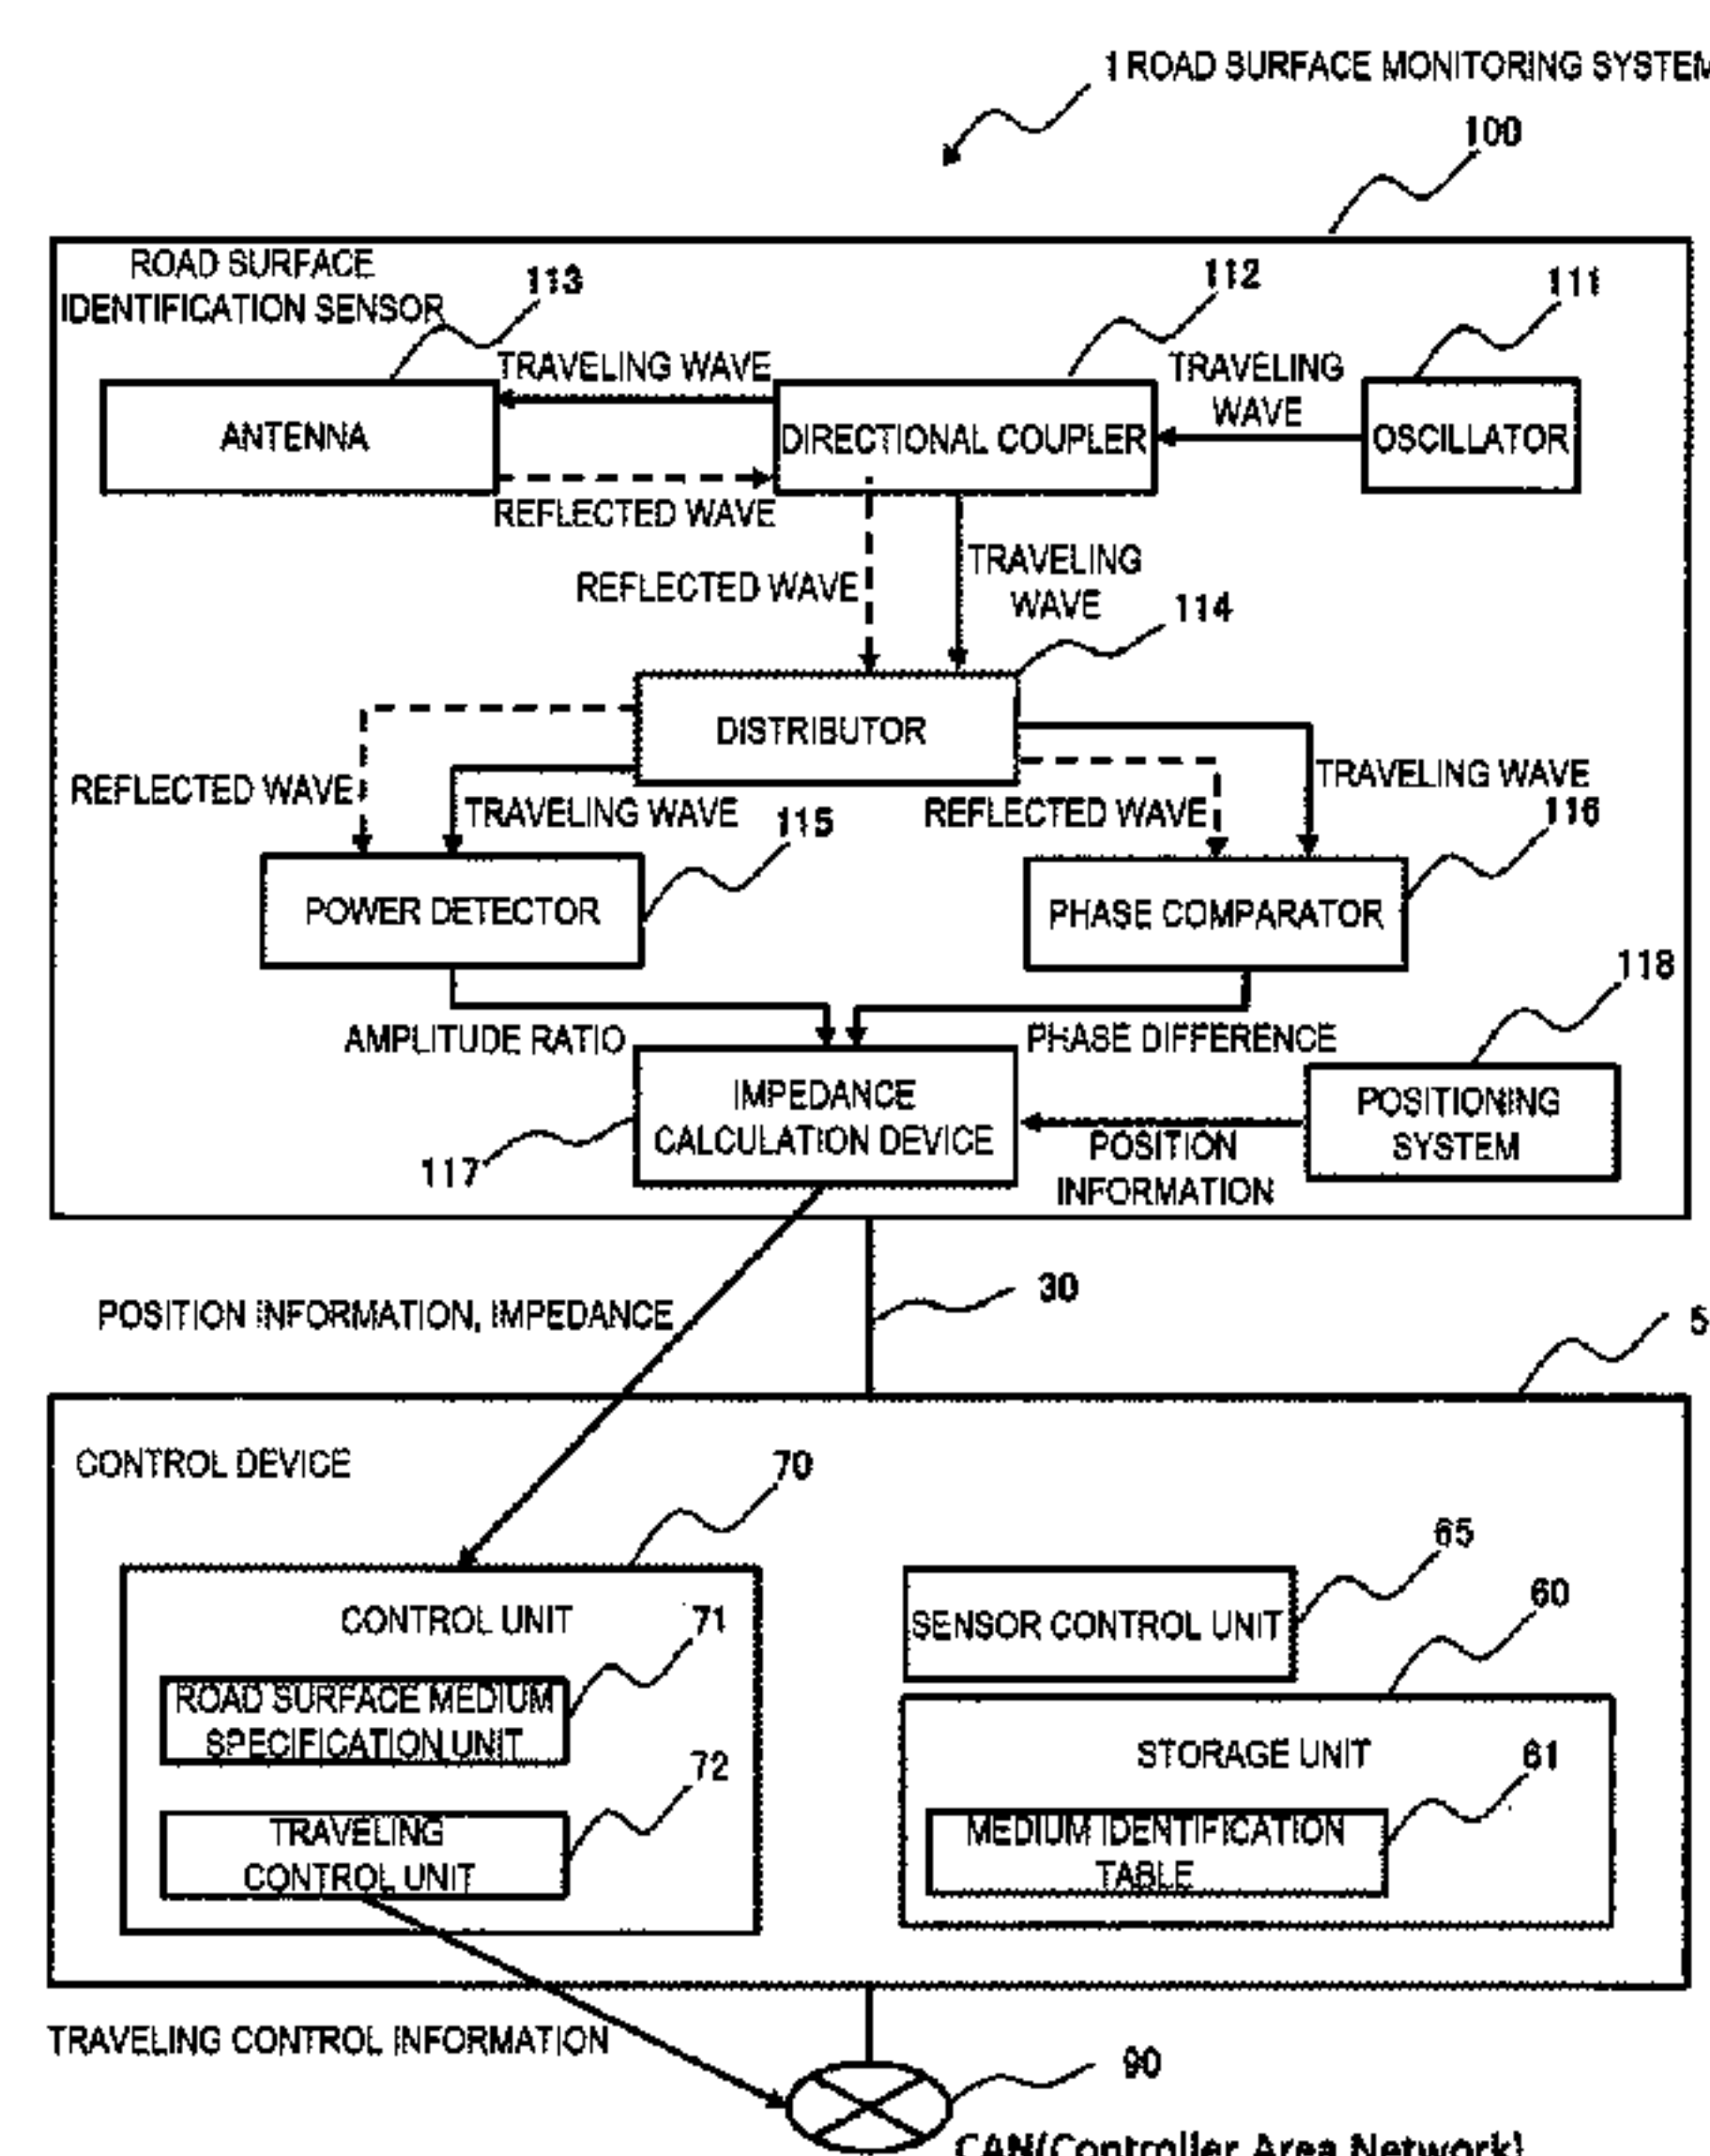 1 ROAD SURFACE MONITORING SYSTEM
100
ROAD SURFACE
IDENTIFICATION SENSOR
113
112
111
TRAVELING WAVE
TRAVELING
WAVE
ANTENNA
DIRECTIONAL COUPLER
OSCILLATOR
REFLECTED WAVE
REFLECTED WAVE
TRAVELING
WAVE
114
DISTRIBUTOR
REFLECTED WAVE
TRAVELING WAVE
115
REFLECTED WAVE
TRAVELING WAVE
116
POWER DETECTOR
PHASE COMPARATOR
118
AMPLITUDE RATIO
PHASE DIFFERENCE
IMPEDANCE
CALCULATION DEVICE
117
POSITIONING
SYSTEM
POSITION
INFORMATION
POSITION INFORMATION, IMPEDANCE
30
5
CONTROL DEVICE
70
65
CONTROL UNIT
71
SENSOR CONTROL UNIT
60
ROAD SURFACE MEDIUM
SPECIFICATION UNIT
72
STORAGE UNIT
61
TRAVELING
CONTROL UNIT
MEDIUM IDENTIFICATION
TABLE
TRAVELING CONTROL INFORMATION
90
CAN(Controller Area Network)